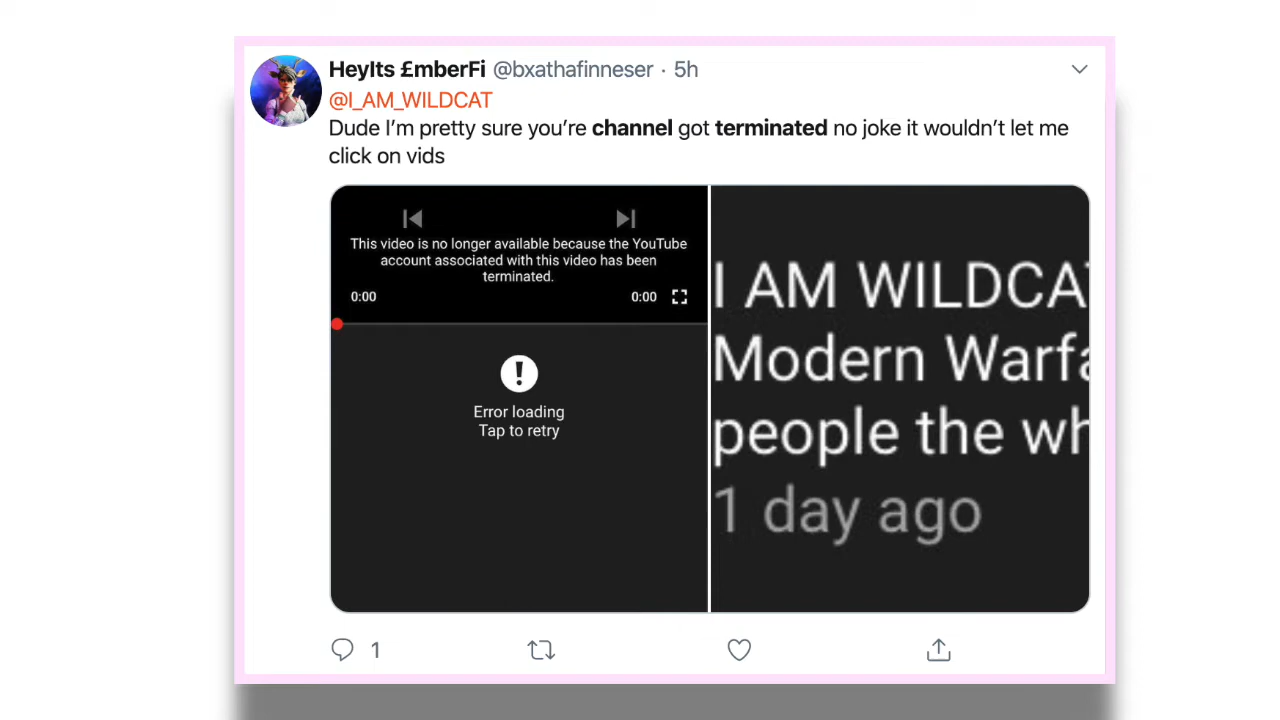 HeyIts £mberFi @bxathafinneser · 5h
@I_AM_WILDCAT
Dude I’m pretty sure you’re channel got terminated no joke it wouldn’t let me
click on vids
This video is no longer available because the YouTube
account associated with this video has been
terminated.
0:00 0:00
Error loading
Tap to retry
I AM WILDCAT
Modern Warfa
people the wh
1 day ago
1